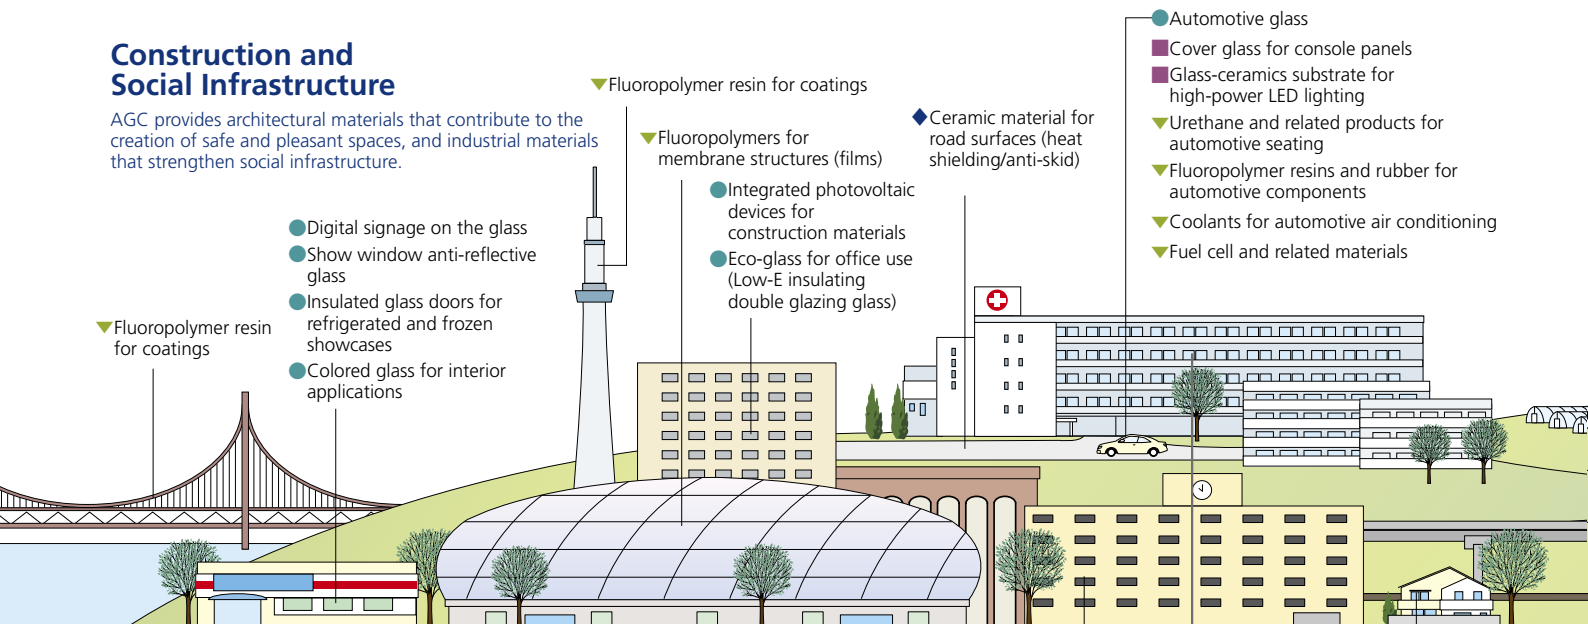 Construction and
Social Infrastructure
AGC provides architectural materials that contribute to the
creation of safe and pleasant spaces, and industrial materials
that strengthen social infrastructure.
Fluoropolymer resin
for coatings
Digital signage on the glass
Show window anti-reflective
glass
Insulated glass doors for
refrigerated and frozen
showcases
Colored glass for interior
applications
Fluoropolymer resin for coatings
Fluoropolymers for
membrane structures (films)
Integrated photovoltaic
devices for
construction materials
Eco-glass for office use
(Low-E insulating
double glazing glass)
Ceramic material for
road surfaces (heat
shielding/anti-skid)
Automotive glass
Cover glass for console panels
Glass-ceramics substrate for
high-power LED lighting
Urethane and related products for
automotive seating
Fluoropolymer resins and rubber for
automotive components
Coolants for automotive air conditioning
Fuel cell and related materials